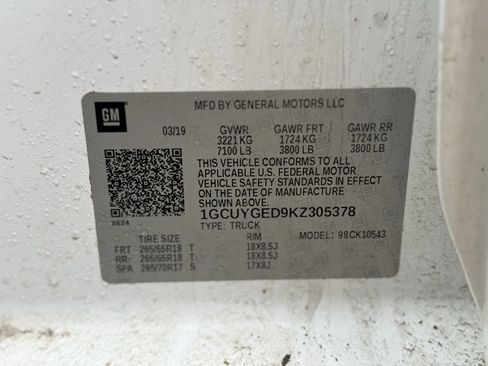 GM
MFD BY GENERAL MOTORS LLC
03/19 GVWR GAWR FRT GAWR RR
3221 KG 1724 KG 1724 KG
7100 LB 3800 LB 3800 LB
THIS VEHICLE CONFORMS TO ALL
APPLICABLE U.S. FEDERAL MOTOR
VEHICLE SAFETY STANDARDS IN EFFECT
ON THE DATE OF MANUFACTURE
SHOWN ABOVE.
1GCUYGED9KZ305378
9624
TYPE: TRUCK MODEL: 98CK10543
TIRE SIZE RIM
FRT 265/65R18 T 18X8.5J
RR 265/65R18 T 18X8.5J
SPA 265/70R17 S 17X8J